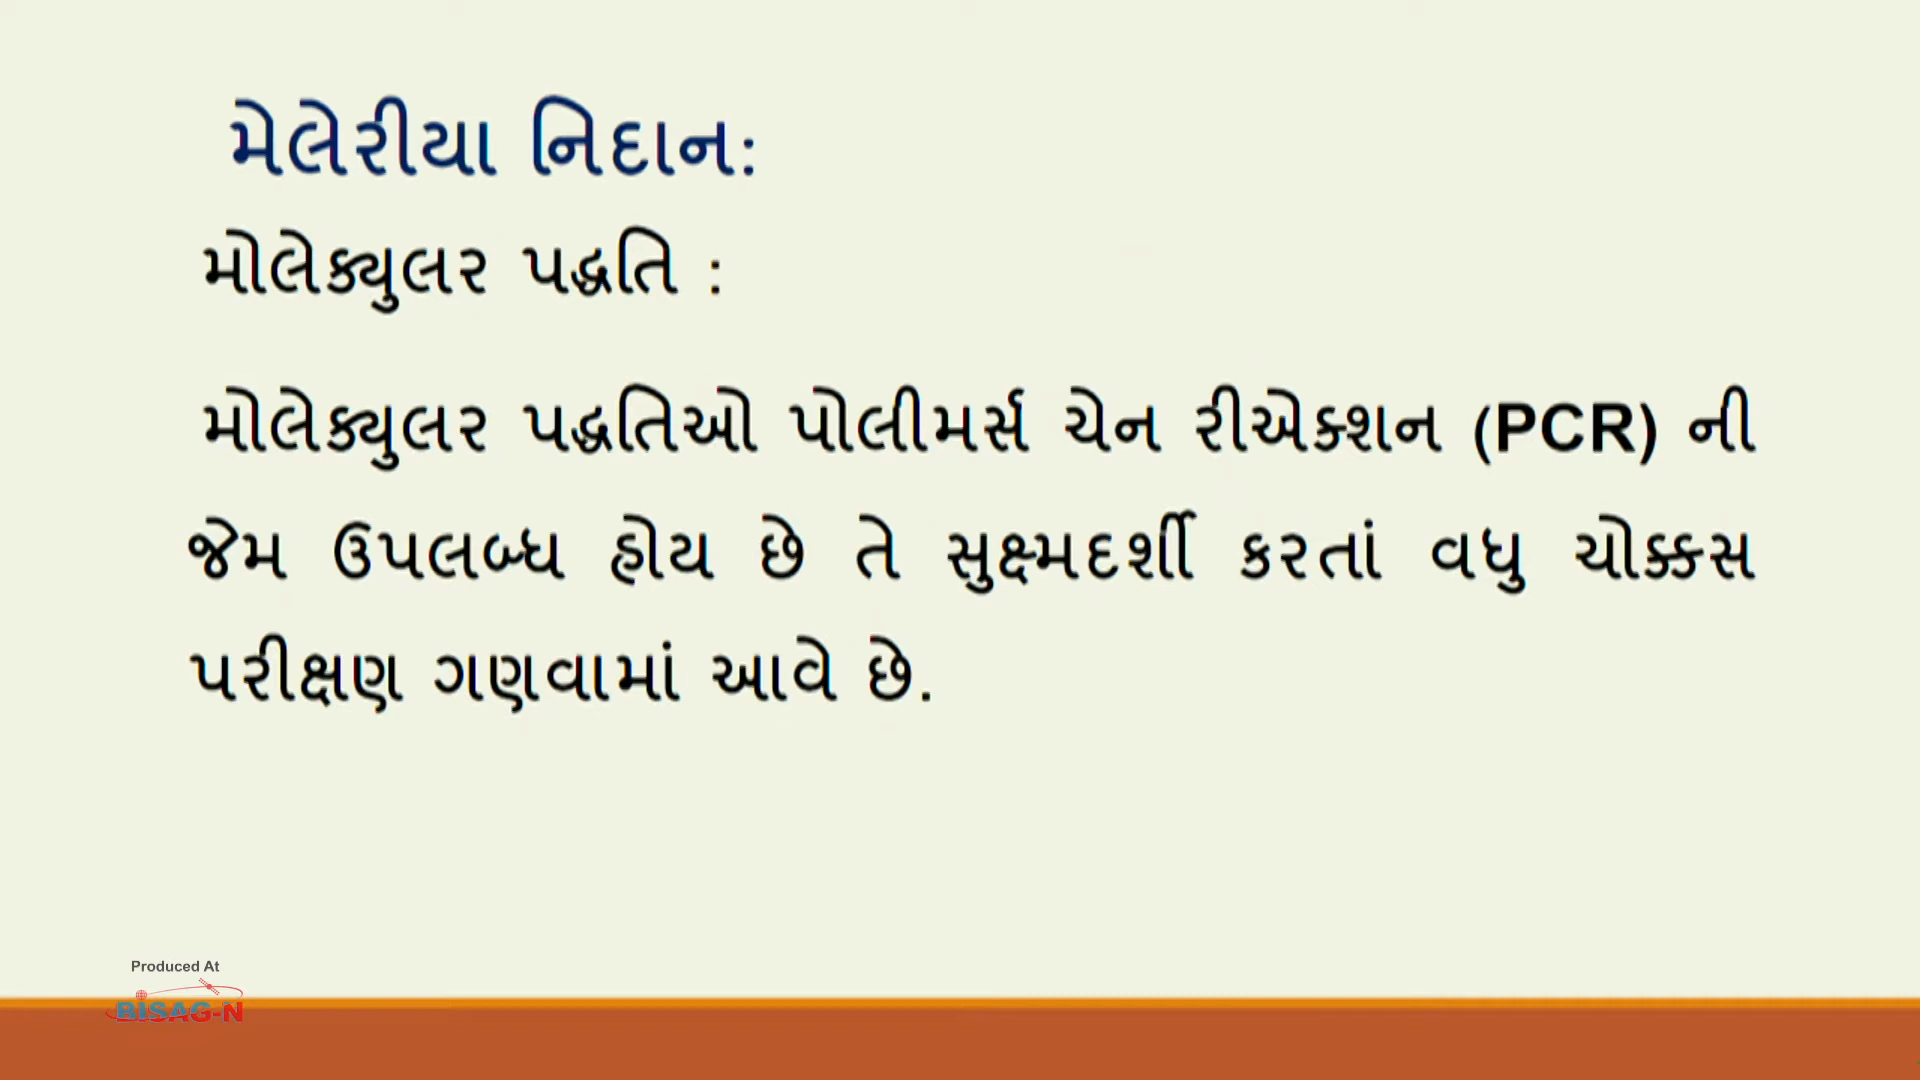 મેલેરીયા નિદાન:
મોલેક્યુલર પદ્ધતિ :
મોલેક્યુલર પદ્ધતિઓ પોલીમર્સ ચેન રીએક્શન (PCR) ની
જેમ ઉપલબ્ધ હોય છે તે સુક્ષ્મદર્શી કરતાં વધુ ચોક્કસ
પરીક્ષણ ગણવામાં આવે છે.
Produced At
BISAG-N